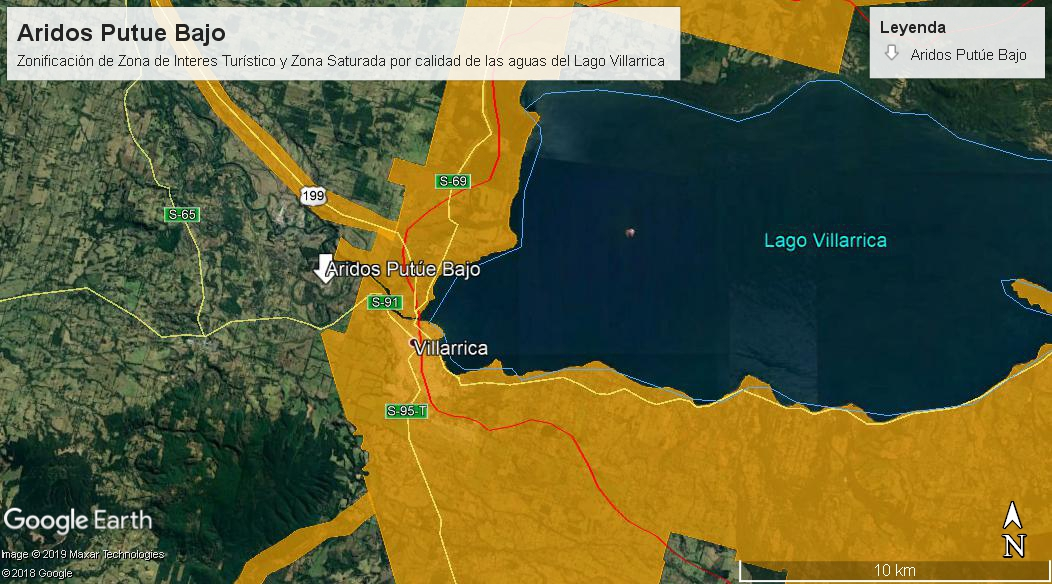 Aridos Putue Bajo
Zonificación de Zona de Interes Turístico y Zona Saturada por calidad de las aguas del Lago Villarrica
Leyenda
Aridos Putúe Bajo
S-69
199
S-65
Lago Villarrica
Aridos Putúe Bajo
S-91
Villarrica
S-95-T
Google Earth
Image © 2019 Maxar Technologies
© 2018 Google
N
10 km